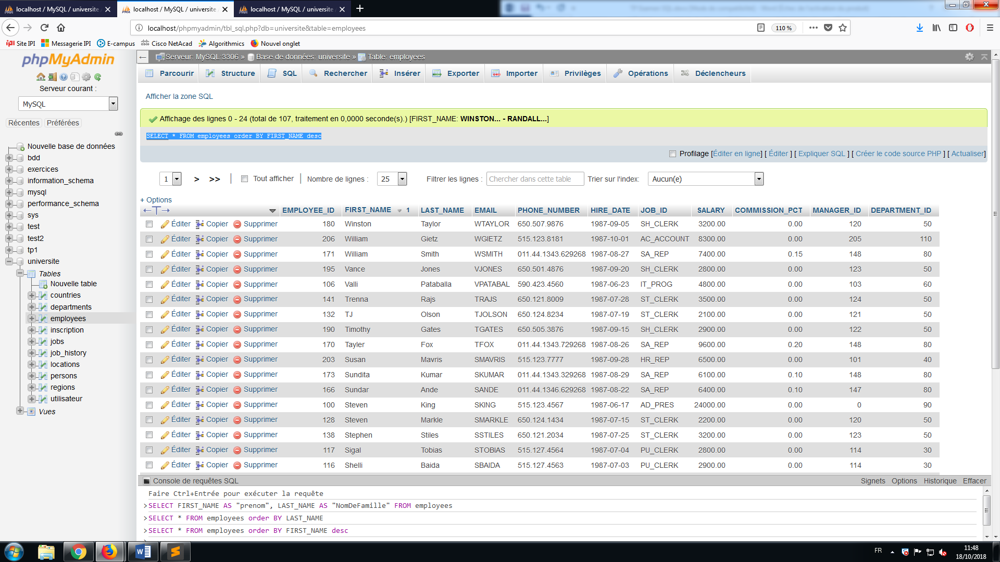 localhost / MySQL / universite
localhost / MySQL / universite
localhost / MySQL / universite
localhost/phpmyadmin/tbl_sql.php?db=universite&table=employees
110 %
Site IPI
Messagerie IPI
E-campus
Cisco NetAcad
Algorithmics
Nouvel onglet
phpMyAdmin
Serveur courant :
MySQL
Récentes
Préférées
Nouvelle base de données
bdd
exercices
information_schema
mysql
performance_schema
sys
test
test2
tp1
universite
Tables
Nouvelle table
countries
departments
employees
inscription
jobs
job_history
locations
persons
regions
utilisateur
Vues
Serveur: MySQL:3306 » Base de données: universite » Table: employees
Parcourir Structure SQL Rechercher Insérer Exporter Importer Privilèges Opérations Déclencheurs
Afficher la zone SQL
Affichage des lignes 0 - 24 (total de 107, traitement en 0,0000 seconde(s).) [FIRST_NAME: WINSTON... - RANDALL...]
SELECT * FROM employees order BY FIRST_NAME desc
Profilage [Éditer en ligne] [ Éditer ] [ Expliquer SQL ] [ Créer le code source PHP ] [ Actualiser]
1 > >> | Tout afficher | Nombre de lignes : 25 Filtrer les lignes : Chercher dans cette table Trier sur l'index: Aucun(e)
+ Options
←T→ EMPLOYEE_ID FIRST_NAME 1 LAST_NAME EMAIL PHONE_NUMBER HIRE_DATE JOB_ID SALARY COMMISSION_PCT MANAGER_ID DEPARTMENT_ID
Éditer Copier Supprimer 180 Winston Taylor WTAYLOR 650.507.9876 1987-09-05 SH_CLERK 3200.00 0.00 120 50
Éditer Copier Supprimer 206 William Gietz WGIETZ 515.123.8181 1987-10-01 AC_ACCOUNT 8300.00 0.00 205 110
Éditer Copier Supprimer 171 William Smith WSMITH 011.44.1343.629268 1987-08-27 SA_REP 7400.00 0.15 148 80
Éditer Copier Supprimer 195 Vance Jones VJONES 650.501.4876 1987-09-20 SH_CLERK 2800.00 0.00 123 50
Éditer Copier Supprimer 106 Valli Pataballa VPATABAL 590.423.4560 1987-06-23 IT_PROG 4800.00 0.00 103 60
Éditer Copier Supprimer 141 Trenna Rajs TRAJS 650.121.8009 1987-07-28 ST_CLERK 3500.00 0.00 124 50
Éditer Copier Supprimer 132 TJ Olson TJOLSON 650.124.8234 1987-07-19 ST_CLERK 2100.00 0.00 121 50
Éditer Copier Supprimer 190 Timothy Gates TGATES 650.505.3876 1987-09-15 SH_CLERK 2900.00 0.00 122 50
Éditer Copier Supprimer 170 Tayler Fox TFOX 011.44.1343.729268 1987-08-26 SA_REP 9600.00 0.20 148 80
Éditer Copier Supprimer 203 Susan Mavris SMAVRIS 515.123.7777 1987-09-28 HR_REP 6500.00 0.00 101 40
Éditer Copier Supprimer 173 Sundita Kumar SKUMAR 011.44.1343.329268 1987-08-29 SA_REP 6100.00 0.10 148 80
Éditer Copier Supprimer 166 Sundar Ande SANDE 011.44.1346.629268 1987-08-22 SA_REP 6400.00 0.10 147 80
Éditer Copier Supprimer 100 Steven King SKING 515.123.4567 1987-06-17 AD_PRES 24000.00 0.00 0 90
Éditer Copier Supprimer 128 Steven Markle SMARKLE 650.124.1434 1987-07-15 ST_CLERK 2200.00 0.00 120 50
Éditer Copier Supprimer 138 Stephen Stiles SSTILES 650.121.2034 1987-07-25 ST_CLERK 3200.00 0.00 123 50
Éditer Copier Supprimer 117 Sigal Tobias STOBIAS 515.127.4564 1987-07-04 PU_CLERK 2800.00 0.00 114 30
Éditer Copier Supprimer 116 Shelli Baida SBAIDA 515.127.4563 1987-07-03 PU_CLERK 2900.00 0.00 114 30
Console de requêtes SQL Signets Options Historique Effacer
Faire Ctrl+Entrée pour exécuter la requête
>SELECT FIRST_NAME AS "prenom", LAST_NAME AS "NomDeFamille" FROM employees
>SELECT * FROM employees order BY LAST_NAME
>SELECT * FROM employees order BY FIRST_NAME desc
FR
11:48
18/10/2018